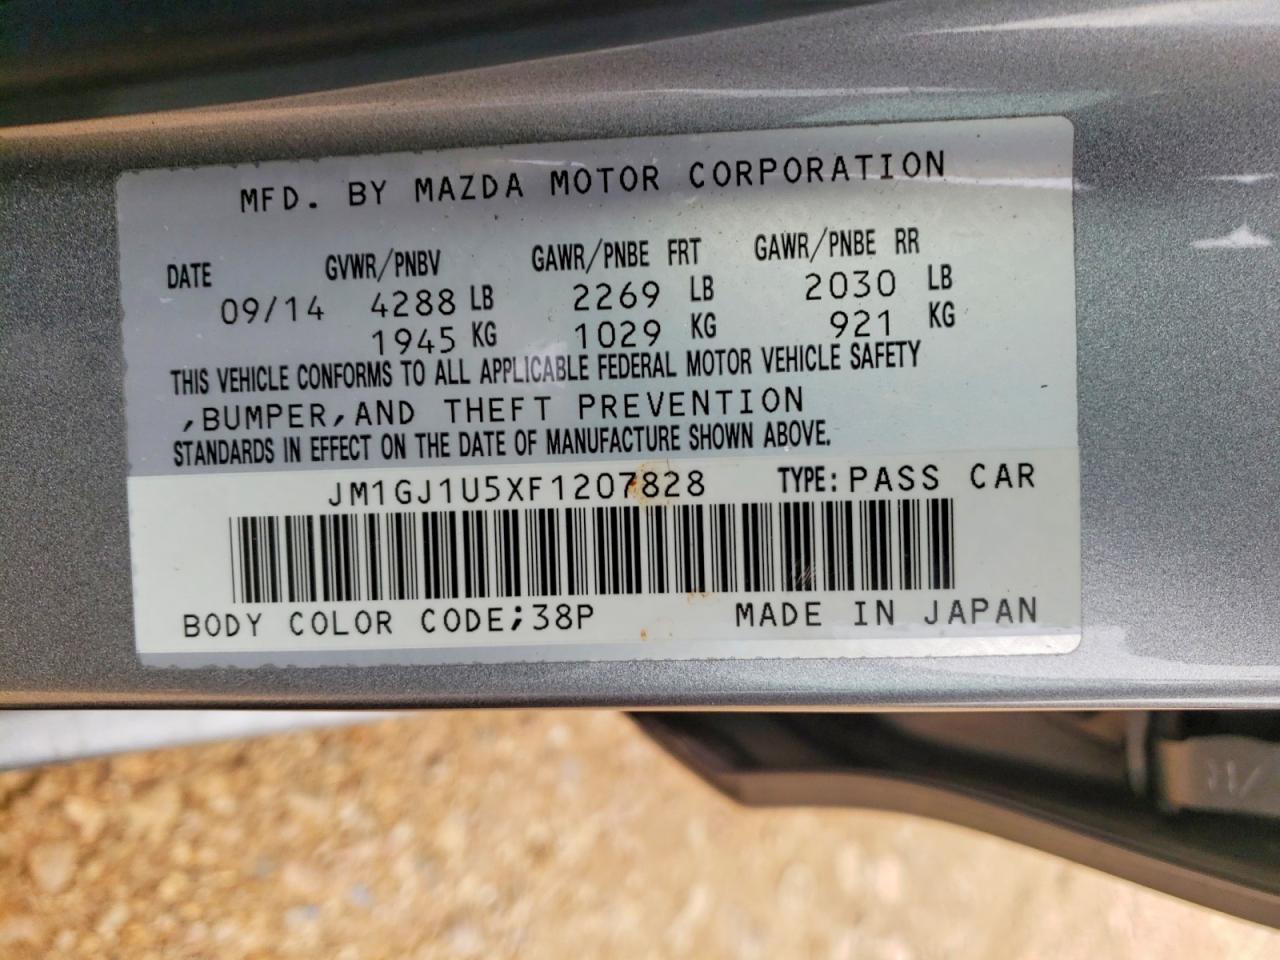 MFD. BY MAZDA MOTOR CORPORATION
DATE GVWR/PNBV GAWR/PNBE FRT GAWR/PNBE RR
09/14 4288 LB 2269 LB 2030 LB
1945 KG 1029 KG 921 KG
THIS VEHICLE CONFORMS TO ALL APPLICABLE FEDERAL MOTOR VEHICLE SAFETY
,BUMPER,AND THEFT PREVENTION
STANDARDS IN EFFECT ON THE DATE OF MANUFACTURE SHOWN ABOVE.
JM1GJ1U5XF1207828 TYPE: PASS CAR
BODY COLOR CODE;38P MADE IN JAPAN